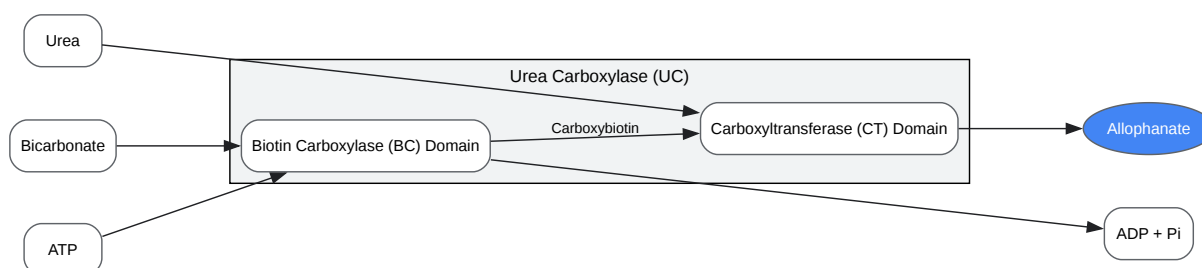 Urea
Urea Carboxylase (UC)
Bicarbonate
Biotin Carboxylase (BC) Domain
Carboxybiotin
Carboxyltransferase (CT) Domain
Allophanate
ATP
ADP + Pi